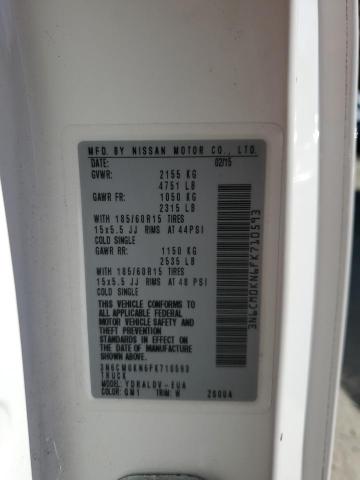 MFD. BY NISSAN MOTOR CO., LTD.
DATE: 02/15
GVWR: 2155 KG
4751 LB
GAWR FR: 1050 KG
2315 LB
WITH 185/60R15 TIRES
15x5.5 JJ RIMS AT 44PSI
COLD SINGLE
GAWR RR: 1150 KG
2535 LB
WITH 185/60R15 TIRES
15x5.5 JJ RIMS AT 48 PSI
COLD SINGLE
THIS VEHICLE CONFORMS TO
ALL APPLICABLE FEDERAL
MOTOR VEHICLE SAFETY AND
THEFT PREVENTION
STANDARDS IN EFFECT ON
THE DATE OF MANUFACTURE
SHOWN ABOVE.
3N6CM0KN6FK710593
TRUCK
MODEL: YDRALDV-EUA
COLOR: QM1 TRIM: W 2600A
3N6CM0KN6FK710593